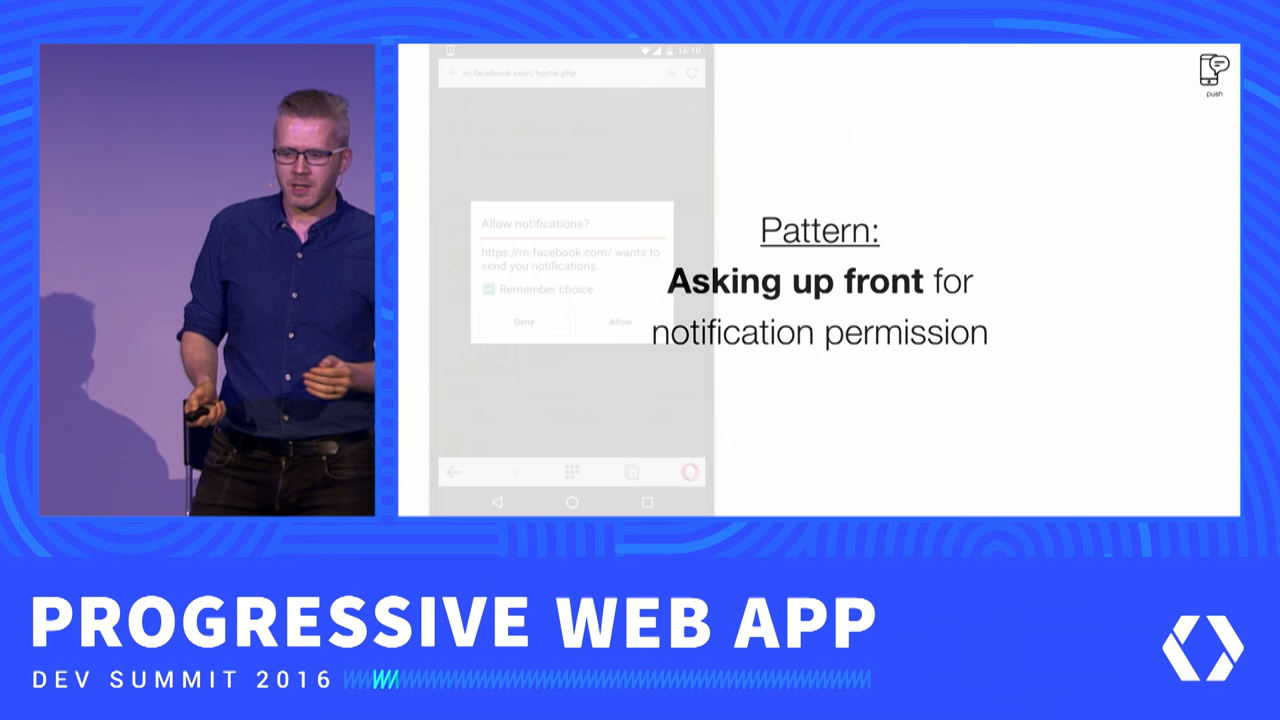 16:10
m.facebook.com/home.php
push
Allow notifications?
https://m.facebook.com/ wants to
send you notifications.
Remember choice
Deny
Allow
Pattern:
Asking up front for
notification permission
PROGRESSIVE WEB APP
DEV SUMMIT 2016